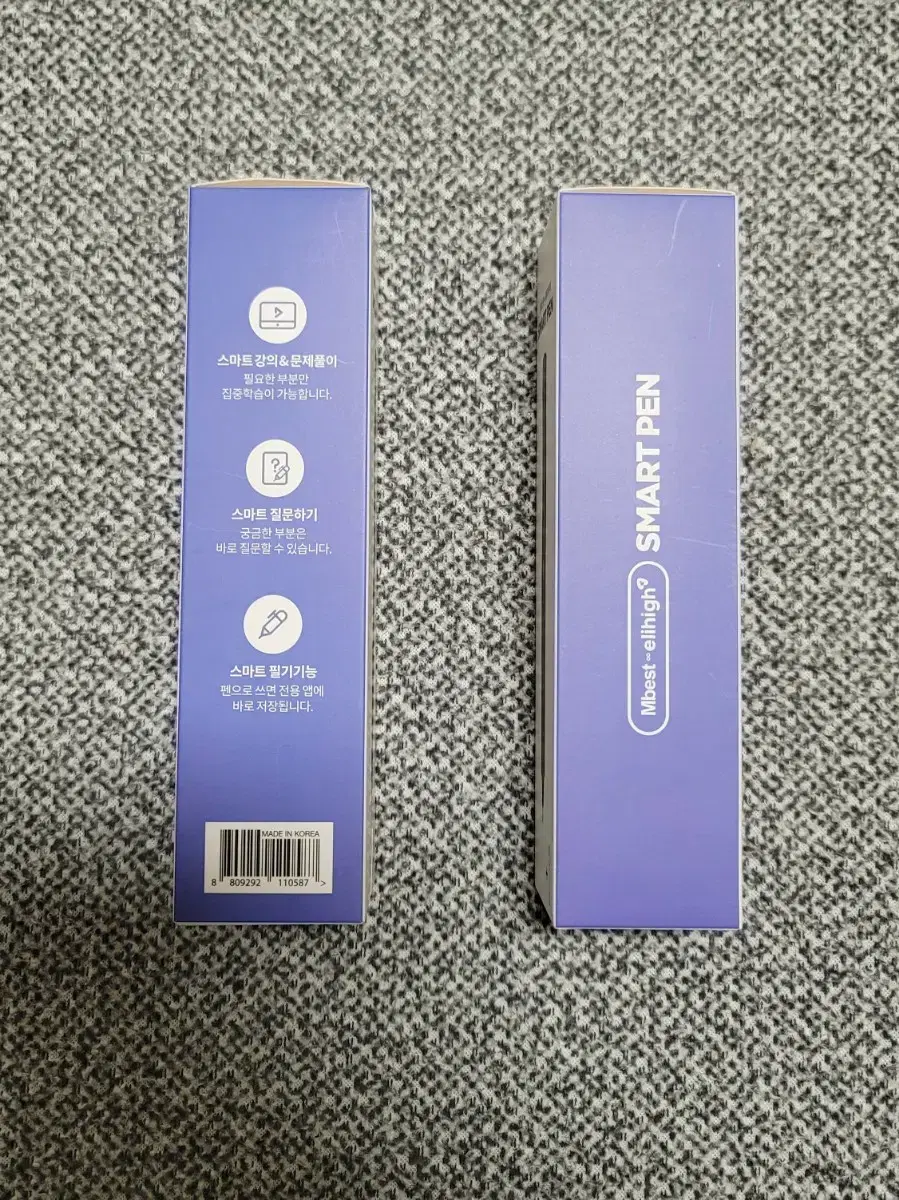 스마트 강의 & 문제풀이
필요한 부분만
집중학습이 가능합니다.
스마트 질문하기
궁금한 부분은
바로 질문할 수 있습니다.
스마트 필기기능
펜으로 쓰면 전용 앱에
바로 저장됩니다.
MADE IN KOREA
8 809292 110587 >
Mbest∞elihigh SMART PEN
PEN